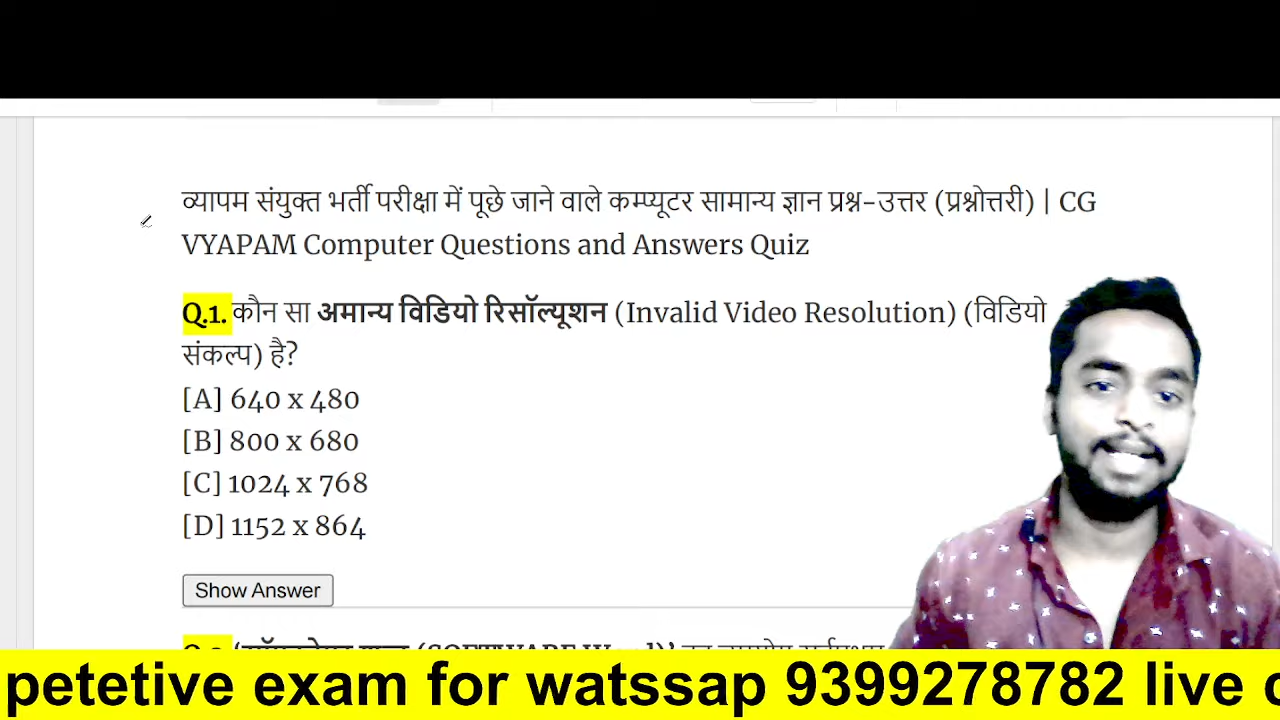 व्यापम संयुक्त भर्ती परीक्षा में पूछे जाने वाले कम्प्यूटर सामान्य ज्ञान प्रश्न-उत्तर (प्रश्नोत्तरी) | CG
VYAPAM Computer Questions and Answers Quiz
Q.1. कौन सा अमान्य विडियो रिसॉल्यूशन (Invalid Video Resolution) (विडियो
संकल्प) है?
[A] 640 x 480
[B] 800 x 680
[C] 1024 x 768
[D] 1152 x 864
Show Answer
petetive exam for watssap 9399278782 live